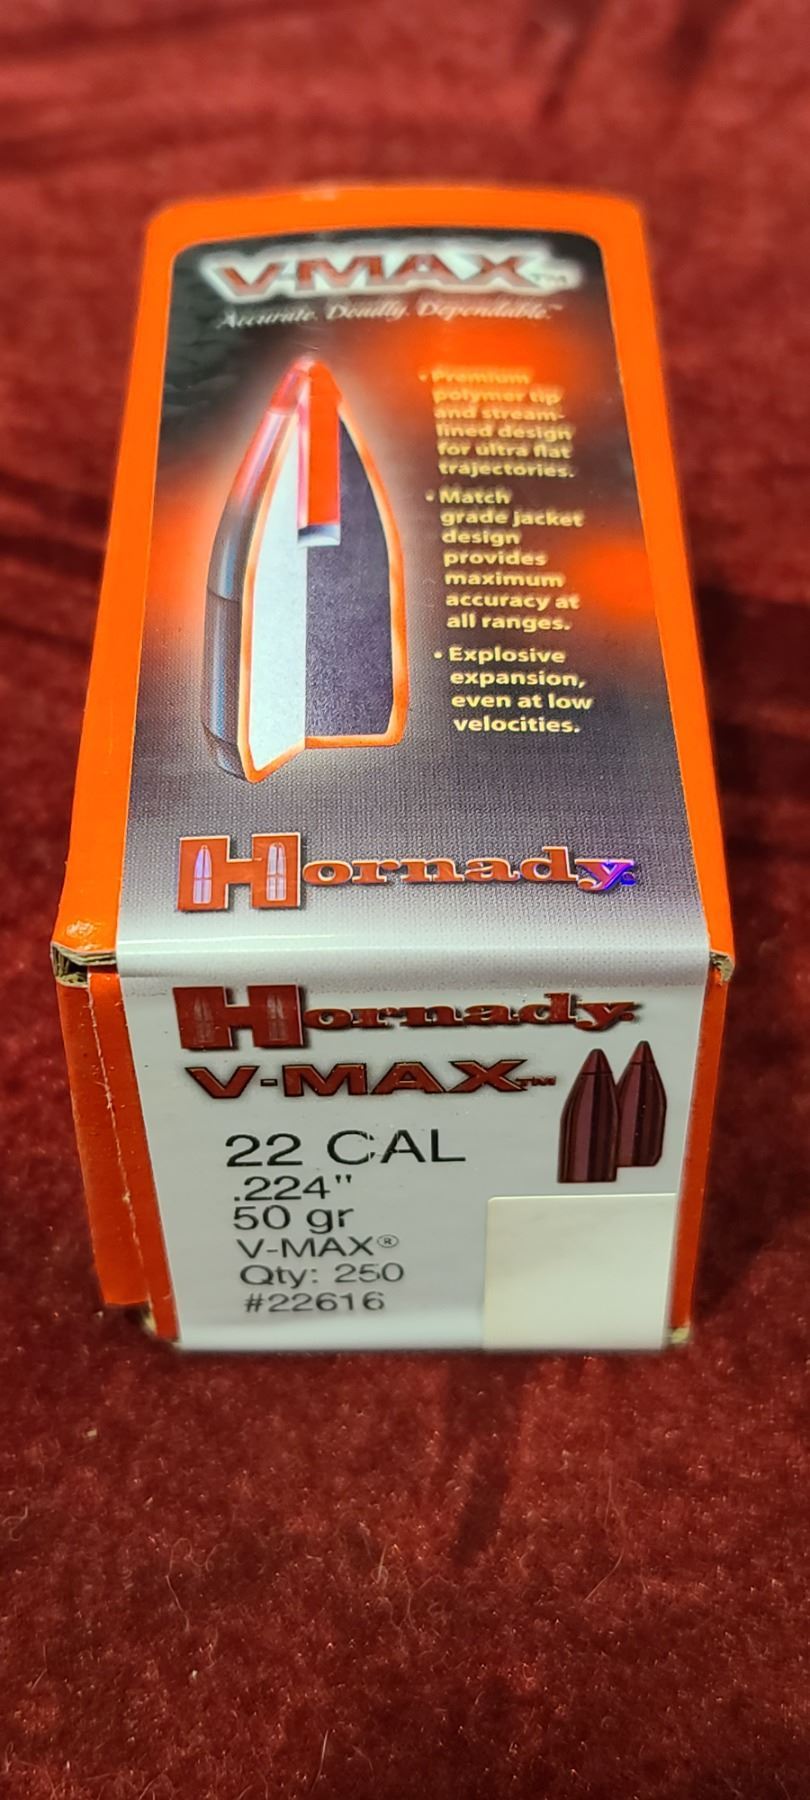 V-MAX™
Accurate. Deadly. Dependable.™
• Premium
polymer tip
and stream-
lined design
for ultra flat
trajectories.
• Match
grade jacket
design
provides
maximum
accuracy at
all ranges.
• Explosive
expansion,
even at low
velocities.
Hornady.
Hornady.
V-MAX™
22 CAL
.224"
50 gr
V-MAX®
Qty: 250
#22616